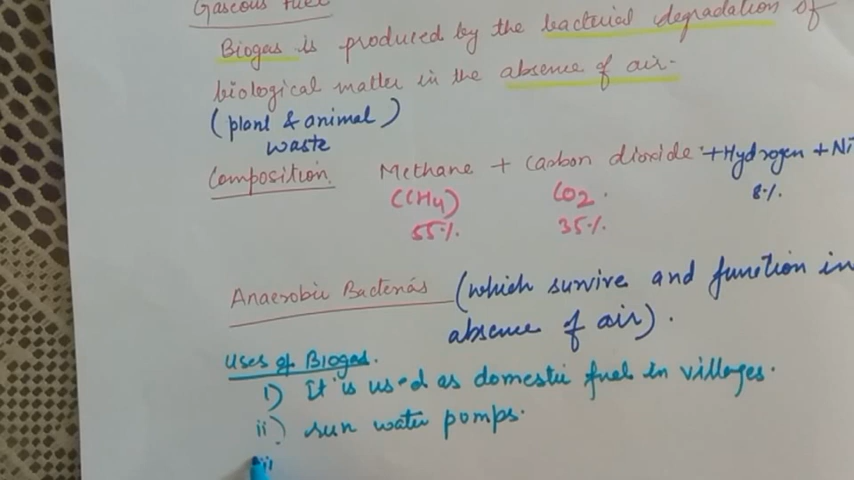 Gaseous Fuel
Biogas is produced by the bacterial degradation of
biological matter in the absence of air.
(plant & animal)
waste
Composition. Methane + Carbon dioxide + Hydrogen + Ni
(CH4) CO2. 8%.
55%. 35%.
Anaerobic Bacterias (which survive and function in
absence of air).
Uses of Biogas.
i) It is used as domestic fuel in villages.
ii) run water pomps.
iii